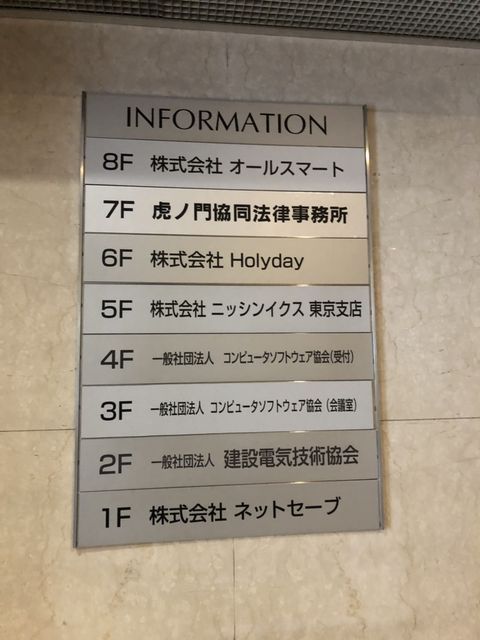 INFORMATION
8F 株式会社 オールスマート
7F 虎ノ門協同法律事務所
6F 株式会社 Holyday
5F 株式会社 ニッシンイクス 東京支店
4F 一般社団法人 コンピュータソフトウェア協会(受付)
3F 一般社団法人 コンピュータソフトウェア協会(会議室)
2F 一般社団法人 建設電気技術協会
1F 株式会社 ネットセーブ